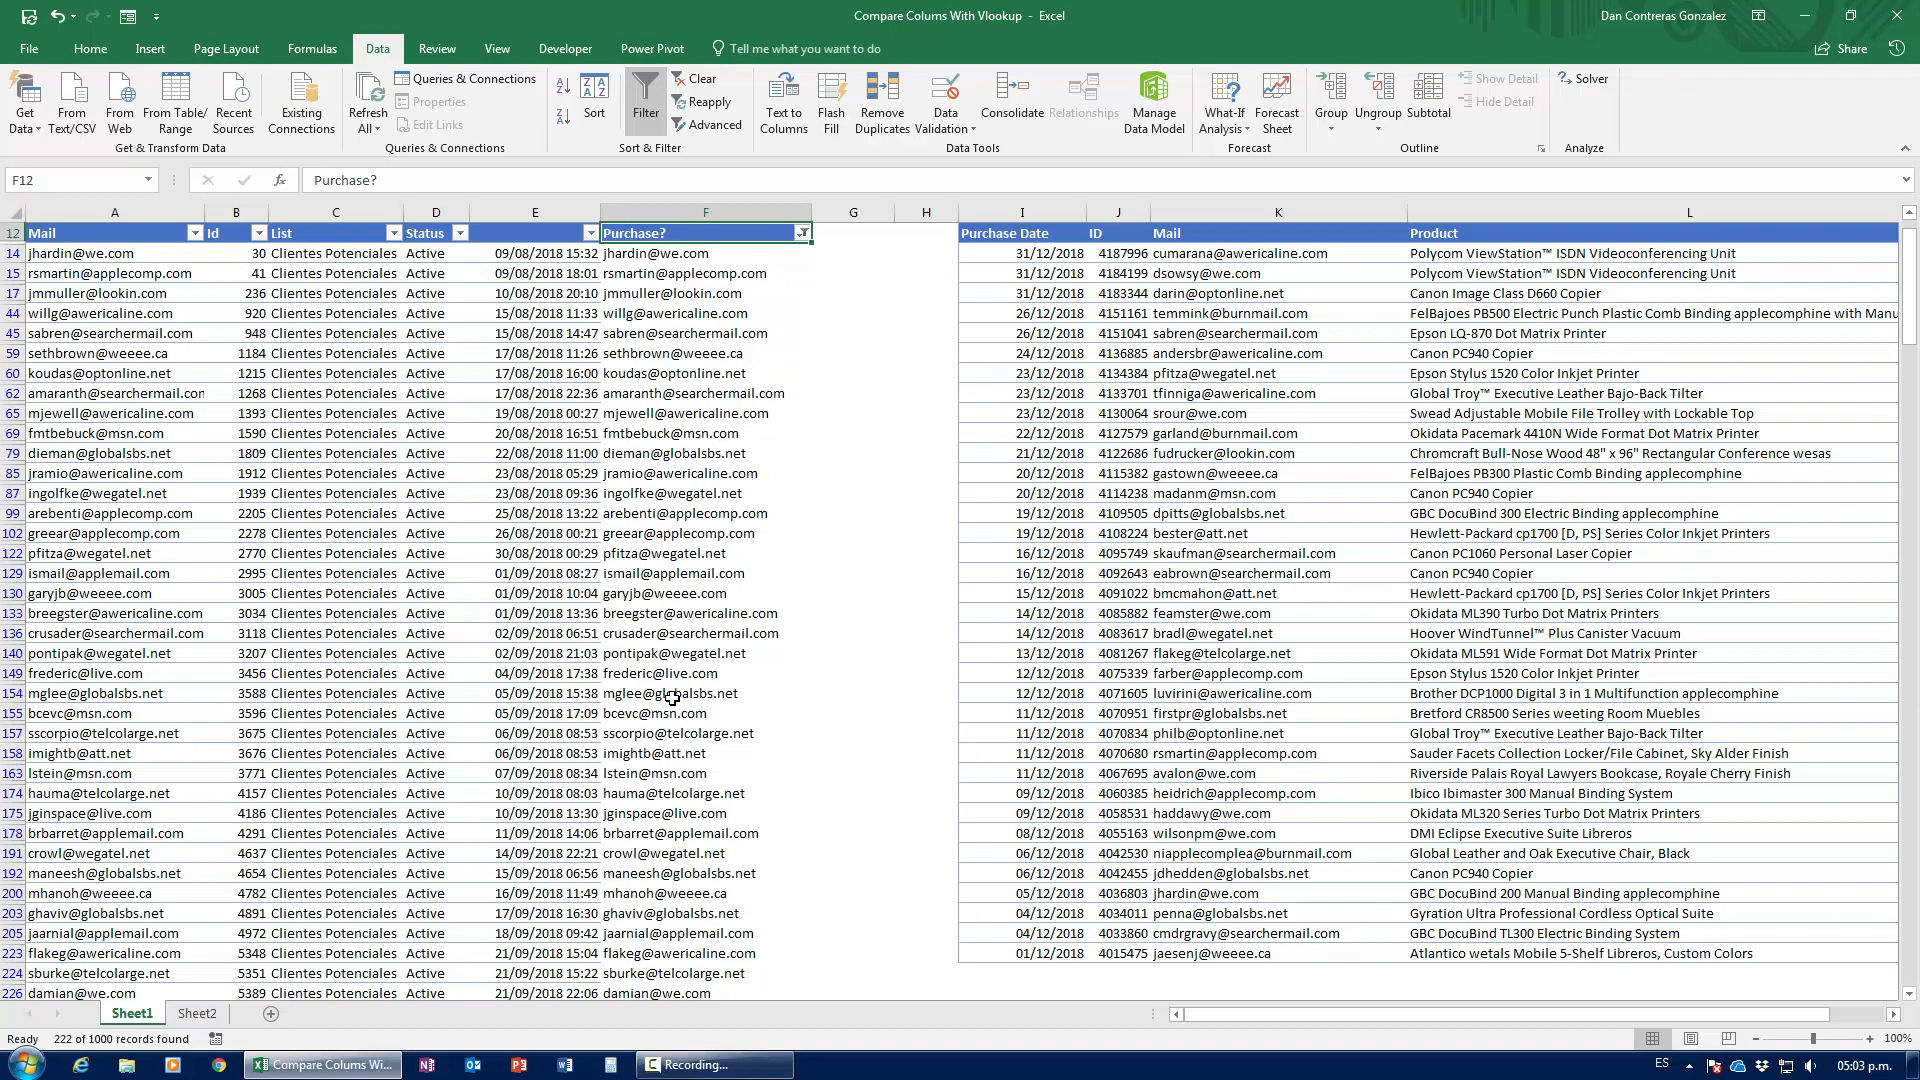 Compare Colums With Vlookup - Excel
Dan Contreras Gonzalez
File Home Insert Page Layout Formulas Data Review View Developer Power Pivot Tell me what you want to do Share
Get Data From Text/CSV From Web From Table/Range Recent Sources Existing Connections
Get & Transform Data
Refresh All Queries & Connections Properties Edit Links
Queries & Connections
Sort Filter Clear Reapply Advanced
Sort & Filter
Text to Columns Flash Fill Remove Duplicates Data Validation Consolidate Relationships Manage Data Model
Data Tools
What-If Analysis Forecast Sheet
Forecast
Group Ungroup Subtotal Show Detail Hide Detail
Outline
Solver
Analyze
F12 fx Purchase?
A B C D E F G H I J K L
12 Mail Id List Status Purchase? Purchase Date ID Mail Product
14 jhardin@we.com 30 Clientes Potenciales Active 09/08/2018 15:32 jhardin@we.com 31/12/2018 4187996 cumarana@awericaline.com Polycom ViewStation™ ISDN Videoconferencing Unit
15 rsmartin@applecomp.com 41 Clientes Potenciales Active 09/08/2018 18:01 rsmartin@applecomp.com 31/12/2018 4184199 dsowsy@we.com Polycom ViewStation™ ISDN Videoconferencing Unit
17 jmmuller@lookin.com 236 Clientes Potenciales Active 10/08/2018 20:10 jmmuller@lookin.com 31/12/2018 4183344 darin@optonline.net Canon Image Class D660 Copier
44 willg@awericaline.com 920 Clientes Potenciales Active 15/08/2018 11:33 willg@awericaline.com 26/12/2018 4151161 temmink@burnmail.com FelBajoes PB500 Electric Punch Plastic Comb Binding applecomphine with Manu
45 sabren@searchermail.com 948 Clientes Potenciales Active 15/08/2018 14:47 sabren@searchermail.com 26/12/2018 4151041 sabren@searchermail.com Epson LQ-870 Dot Matrix Printer
59 sethbrown@weeee.ca 1184 Clientes Potenciales Active 17/08/2018 11:26 sethbrown@weeee.ca 24/12/2018 4136885 andersbr@awericaline.com Canon PC940 Copier
60 koudas@optonline.net 1215 Clientes Potenciales Active 17/08/2018 16:00 koudas@optonline.net 23/12/2018 4134384 pfitza@wegatel.net Epson Stylus 1520 Color Inkjet Printer
62 amaranth@searchermail.com 1268 Clientes Potenciales Active 17/08/2018 22:36 amaranth@searchermail.com 23/12/2018 4133701 tfinniga@awericaline.com Global Troy™ Executive Leather Bajo-Back Tilter
65 mjewell@awericaline.com 1393 Clientes Potenciales Active 19/08/2018 00:27 mjewell@awericaline.com 23/12/2018 4130064 srour@we.com Swead Adjustable Mobile File Trolley with Lockable Top
69 fmtbebuck@msn.com 1590 Clientes Potenciales Active 20/08/2018 16:51 fmtbebuck@msn.com 22/12/2018 4127579 garland@burnmail.com Okidata Pacemark 4410N Wide Format Dot Matrix Printer
79 dieman@globalsbs.net 1809 Clientes Potenciales Active 22/08/2018 11:00 dieman@globalsbs.net 21/12/2018 4122686 fudrucker@lookin.com Chromcraft Bull-Nose Wood 48" x 96" Rectangular Conference wesas
85 jramio@awericaline.com 1912 Clientes Potenciales Active 23/08/2018 05:29 jramio@awericaline.com 20/12/2018 4115382 gastown@weeee.ca FelBajoes PB300 Plastic Comb Binding applecomphine
87 ingolfke@wegatel.net 1939 Clientes Potenciales Active 23/08/2018 09:36 ingolfke@wegatel.net 20/12/2018 4114238 madanm@msn.com Canon PC940 Copier
99 arebenti@applecomp.com 2205 Clientes Potenciales Active 25/08/2018 13:22 arebenti@applecomp.com 19/12/2018 4109505 dpitts@globalsbs.net GBC DocuBind 300 Electric Binding applecomphine
102 greear@applecomp.com 2278 Clientes Potenciales Active 26/08/2018 00:21 greear@applecomp.com 19/12/2018 4108224 bester@att.net Hewlett-Packard cp1700 [D, PS] Series Color Inkjet Printers
122 pfitza@wegatel.net 2770 Clientes Potenciales Active 30/08/2018 00:29 pfitza@wegatel.net 16/12/2018 4095749 skaufman@searchermail.com Canon PC1060 Personal Laser Copier
129 ismail@applemail.com 2995 Clientes Potenciales Active 01/09/2018 08:27 ismail@applemail.com 16/12/2018 4092643 eabrown@searchermail.com Canon PC940 Copier
130 garyjb@weeee.com 3005 Clientes Potenciales Active 01/09/2018 10:04 garyjb@weeee.com 15/12/2018 4091022 bmcmahon@att.net Hewlett-Packard cp1700 [D, PS] Series Color Inkjet Printers
133 breegster@awericaline.com 3034 Clientes Potenciales Active 01/09/2018 13:36 breegster@awericaline.com 14/12/2018 4085882 feamster@we.com Okidata ML390 Turbo Dot Matrix Printers
136 crusader@searchermail.com 3118 Clientes Potenciales Active 02/09/2018 06:51 crusader@searchermail.com 14/12/2018 4083617 bradl@wegatel.net Hoover WindTunnel™ Plus Canister Vacuum
140 pontipak@wegatel.net 3207 Clientes Potenciales Active 02/09/2018 21:03 pontipak@wegatel.net 13/12/2018 4081267 flakeg@telcolarge.net Okidata ML591 Wide Format Dot Matrix Printer
149 frederic@live.com 3456 Clientes Potenciales Active 04/09/2018 17:38 frederic@live.com 12/12/2018 4075339 farber@applecomp.com Epson Stylus 1520 Color Inkjet Printer
154 mglee@globalsbs.net 3588 Clientes Potenciales Active 05/09/2018 15:38 mglee@globalsbs.net 12/12/2018 4071605 luvirini@awericaline.com Brother DCP1000 Digital 3 in 1 Multifunction applecomphine
155 bcevc@msn.com 3596 Clientes Potenciales Active 05/09/2018 17:09 bcevc@msn.com 11/12/2018 4070951 firstpr@globalsbs.net Bretford CR8500 Series weeting Room Muebles
157 sscorpio@telcolarge.net 3675 Clientes Potenciales Active 06/09/2018 08:53 sscorpio@telcolarge.net 11/12/2018 4070834 philb@optonline.net Global Troy™ Executive Leather Bajo-Back Tilter
158 imightb@att.net 3676 Clientes Potenciales Active 06/09/2018 08:53 imightb@att.net 11/12/2018 4070680 rsmartin@applecomp.com Sauder Facets Collection Locker/File Cabinet, Sky Alder Finish
163 lstein@msn.com 3771 Clientes Potenciales Active 07/09/2018 08:34 lstein@msn.com 11/12/2018 4067695 avalon@we.com Riverside Palais Royal Lawyers Bookcase, Royale Cherry Finish
174 hauma@telcolarge.net 4157 Clientes Potenciales Active 10/09/2018 08:03 hauma@telcolarge.net 09/12/2018 4060385 heidrich@applecomp.com Ibico Ibimaster 300 Manual Binding System
175 jginspace@live.com 4186 Clientes Potenciales Active 10/09/2018 13:30 jginspace@live.com 09/12/2018 4058531 haddawy@we.com Okidata ML320 Series Turbo Dot Matrix Printers
178 brbarret@applemail.com 4291 Clientes Potenciales Active 11/09/2018 14:06 brbarret@applemail.com 08/12/2018 4055163 wilsonpm@we.com DMI Eclipse Executive Suite Libreros
191 crowl@wegatel.net 4637 Clientes Potenciales Active 14/09/2018 22:21 crowl@wegatel.net 06/12/2018 4042530 niapplecomplea@burnmail.com Global Leather and Oak Executive Chair, Black
192 maneesh@globalsbs.net 4654 Clientes Potenciales Active 15/09/2018 06:56 maneesh@globalsbs.net 06/12/2018 4042455 jdhedden@globalsbs.net Canon PC940 Copier
200 mhanoh@weeee.ca 4782 Clientes Potenciales Active 16/09/2018 11:49 mhanoh@weeee.ca 05/12/2018 4036803 jhardin@we.com GBC DocuBind 200 Manual Binding applecomphine
203 ghaviv@globalsbs.net 4891 Clientes Potenciales Active 17/09/2018 16:30 ghaviv@globalsbs.net 04/12/2018 4034011 penna@globalsbs.net Gyration Ultra Professional Cordless Optical Suite
205 jaarnial@applemail.com 4972 Clientes Potenciales Active 18/09/2018 09:42 jaarnial@applemail.com 04/12/2018 4033860 cmdrgravy@searchermail.com GBC DocuBind TL300 Electric Binding System
223 flakeg@awericaline.com 5348 Clientes Potenciales Active 21/09/2018 15:04 flakeg@awericaline.com 01/12/2018 4015475 jaesenj@weeee.ca Atlantico wetals Mobile 5-Shelf Libreros, Custom Colors
224 sburke@telcolarge.net 5351 Clientes Potenciales Active 21/09/2018 15:22 sburke@telcolarge.net
226 damian@we.com 5389 Clientes Potenciales Active 21/09/2018 22:06 damian@we.com
Sheet1 Sheet2
Ready 222 of 1000 records found 100%
Compare Colums Wi... Recording... ES 05:03 p.m.